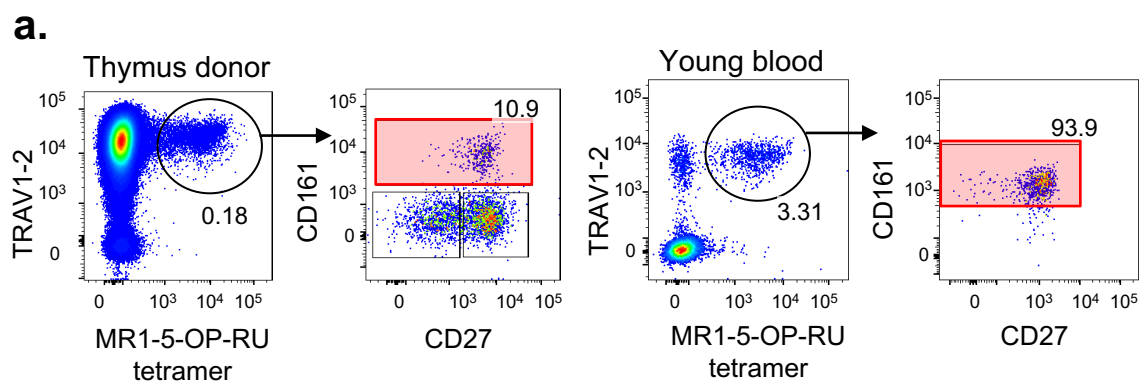 a.
Thymus donor
TRAV1-2
10⁵
10⁴
10³
0
0.18
0 10³ 10⁴ 10⁵
MR1-5-OP-RU
tetramer
CD161
10⁵
10⁴
10³
0
10.9
0 10³ 10⁴ 10⁵
CD27
Young blood
TRAV1-2
10⁵
10⁴
10³
0
3.31
0 10³ 10⁴ 10⁵
MR1-5-OP-RU
tetramer
CD161
10⁵
10⁴
10³
0
93.9
0 10³ 10⁴ 10⁵
CD27